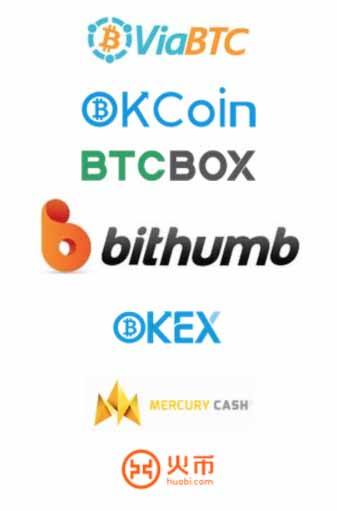 ViaBTC
OKCoin
BTCBOX
bithumb
OKEX
MERCURY CASH
火币
huobi.com